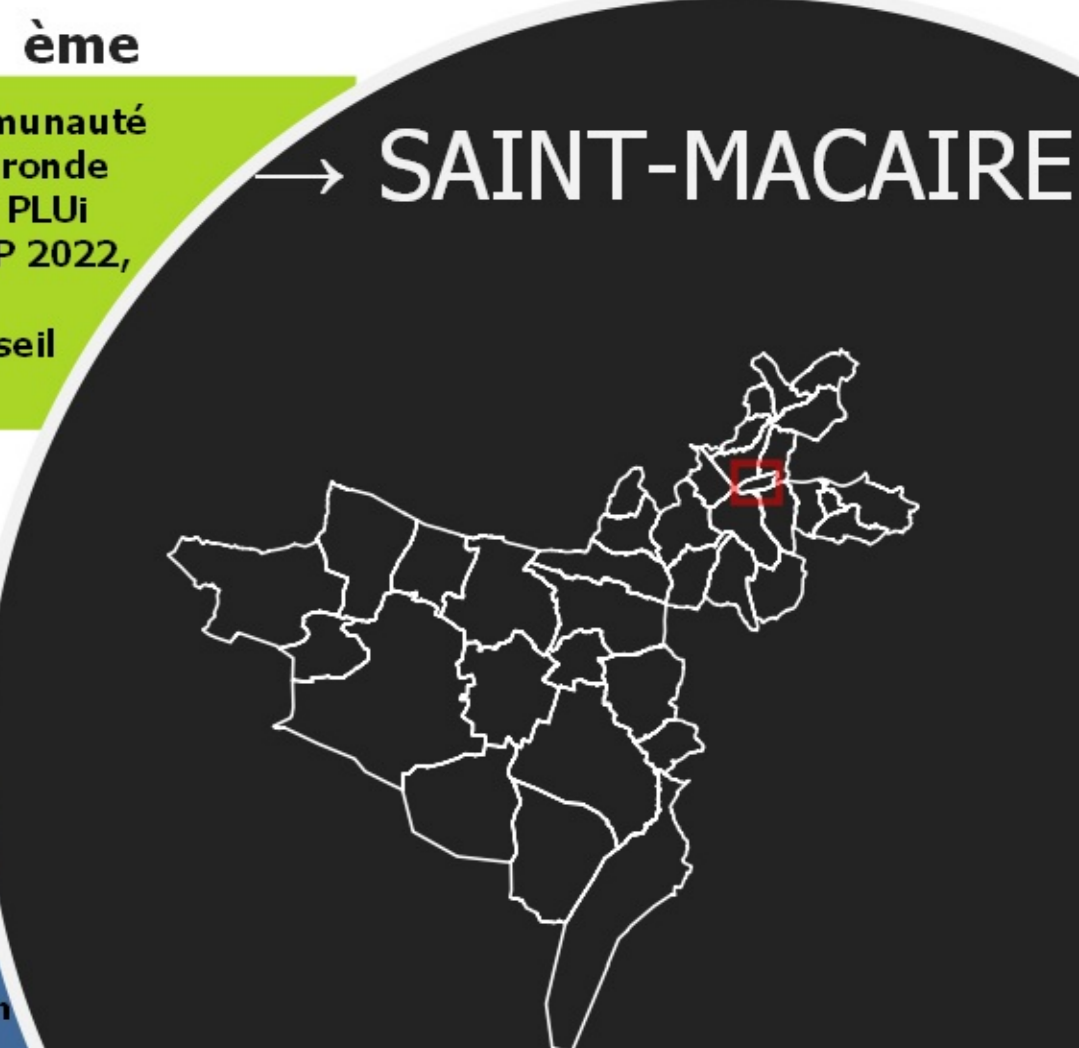 ème
munauté
ronde
PLUi
P 2022,
seil
→ SAINT-MACAIRE
n